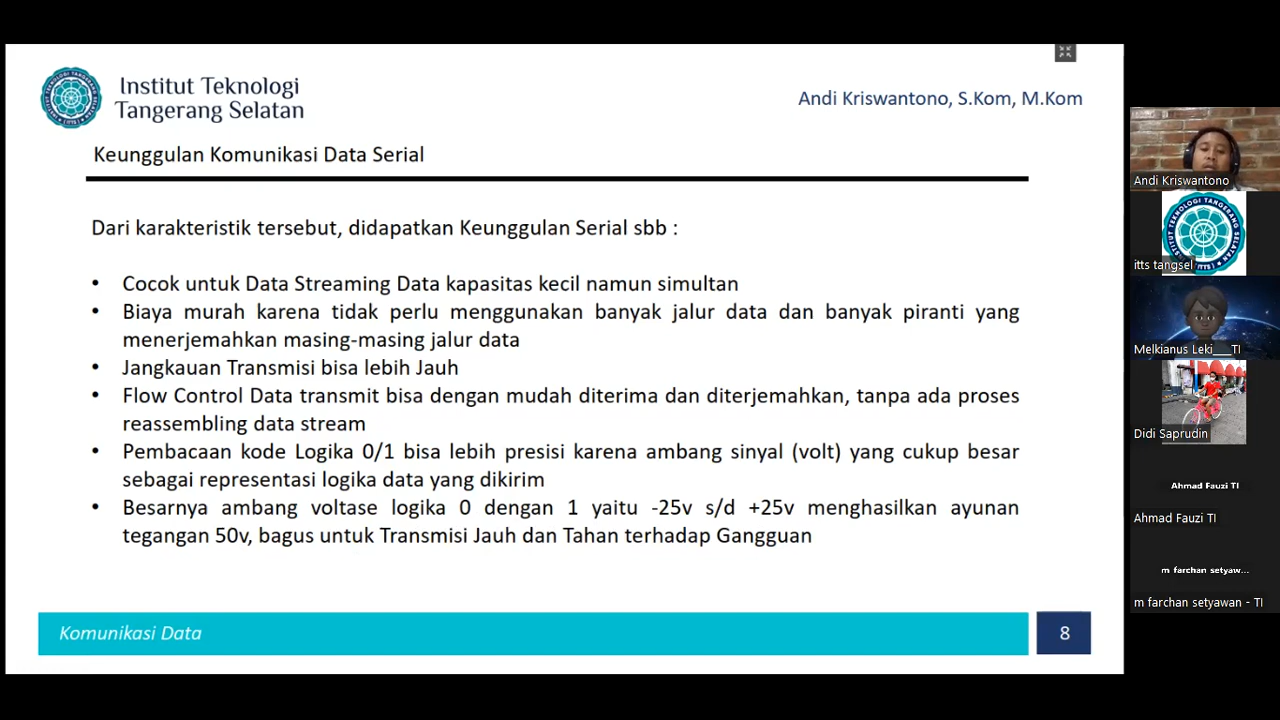 Institut Teknologi
Tangerang Selatan
Andi Kriswantono, S.Kom, M.Kom
Keunggulan Komunikasi Data Serial
Dari karakteristik tersebut, didapatkan Keunggulan Serial sbb :
• Cocok untuk Data Streaming Data kapasitas kecil namun simultan
• Biaya murah karena tidak perlu menggunakan banyak jalur data dan banyak piranti yang
menerjemahkan masing-masing jalur data
• Jangkauan Transmisi bisa lebih Jauh
• Flow Control Data transmit bisa dengan mudah diterima dan diterjemahkan, tanpa ada proses
reassembling data stream
• Pembacaan kode Logika 0/1 bisa lebih presisi karena ambang sinyal (volt) yang cukup besar
sebagai representasi logika data yang dikirim
• Besarnya ambang voltase logika 0 dengan 1 yaitu -25v s/d +25v menghasilkan ayunan
tegangan 50v, bagus untuk Transmisi Jauh dan Tahan terhadap Gangguan
Komunikasi Data
8
Andi Kriswantono
INSTITUT TEKNOLOGI TANGERANG SELATAN
itts tangsel
Melkianus Leki___TI
Didi Saprudin
Ahmad Fauzi TI
Ahmad Fauzi TI
m farchan setyaw...
m farchan setyawan - TI